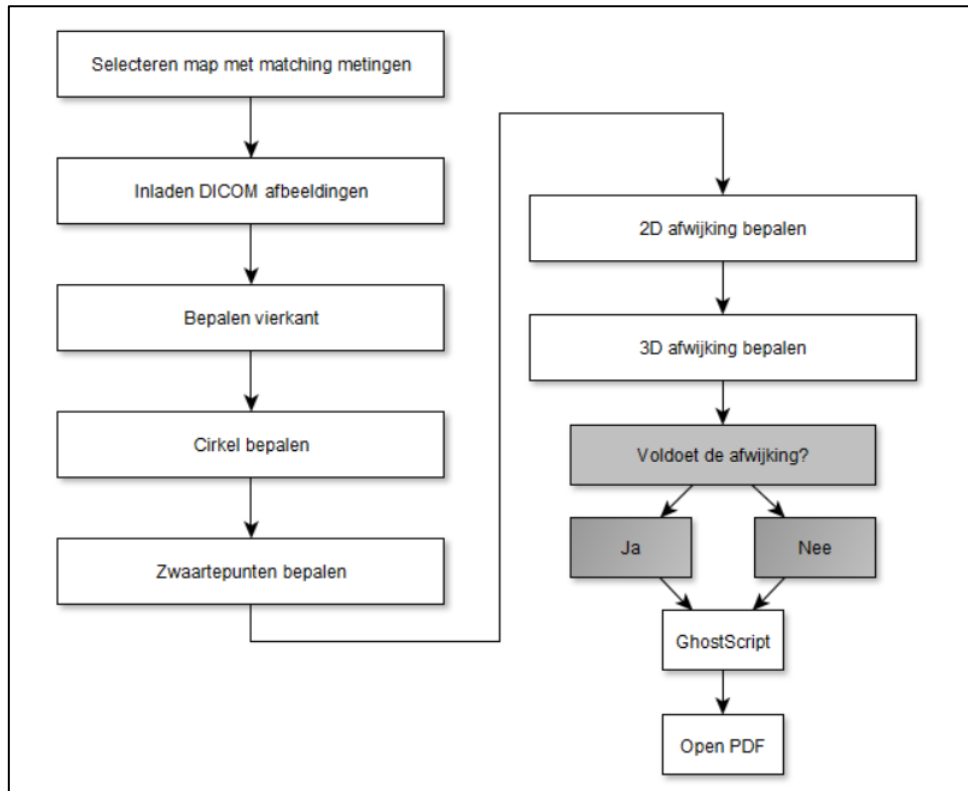 Selecteren map met matching metingen
Inladen DICOM afbeeldingen
Bepalen vierkant
Cirkel bepalen
Zwaartepunten bepalen
2D afwijking bepalen
3D afwijking bepalen
Voldoet de afwijking?
Ja
Nee
GhostScript
Open PDF